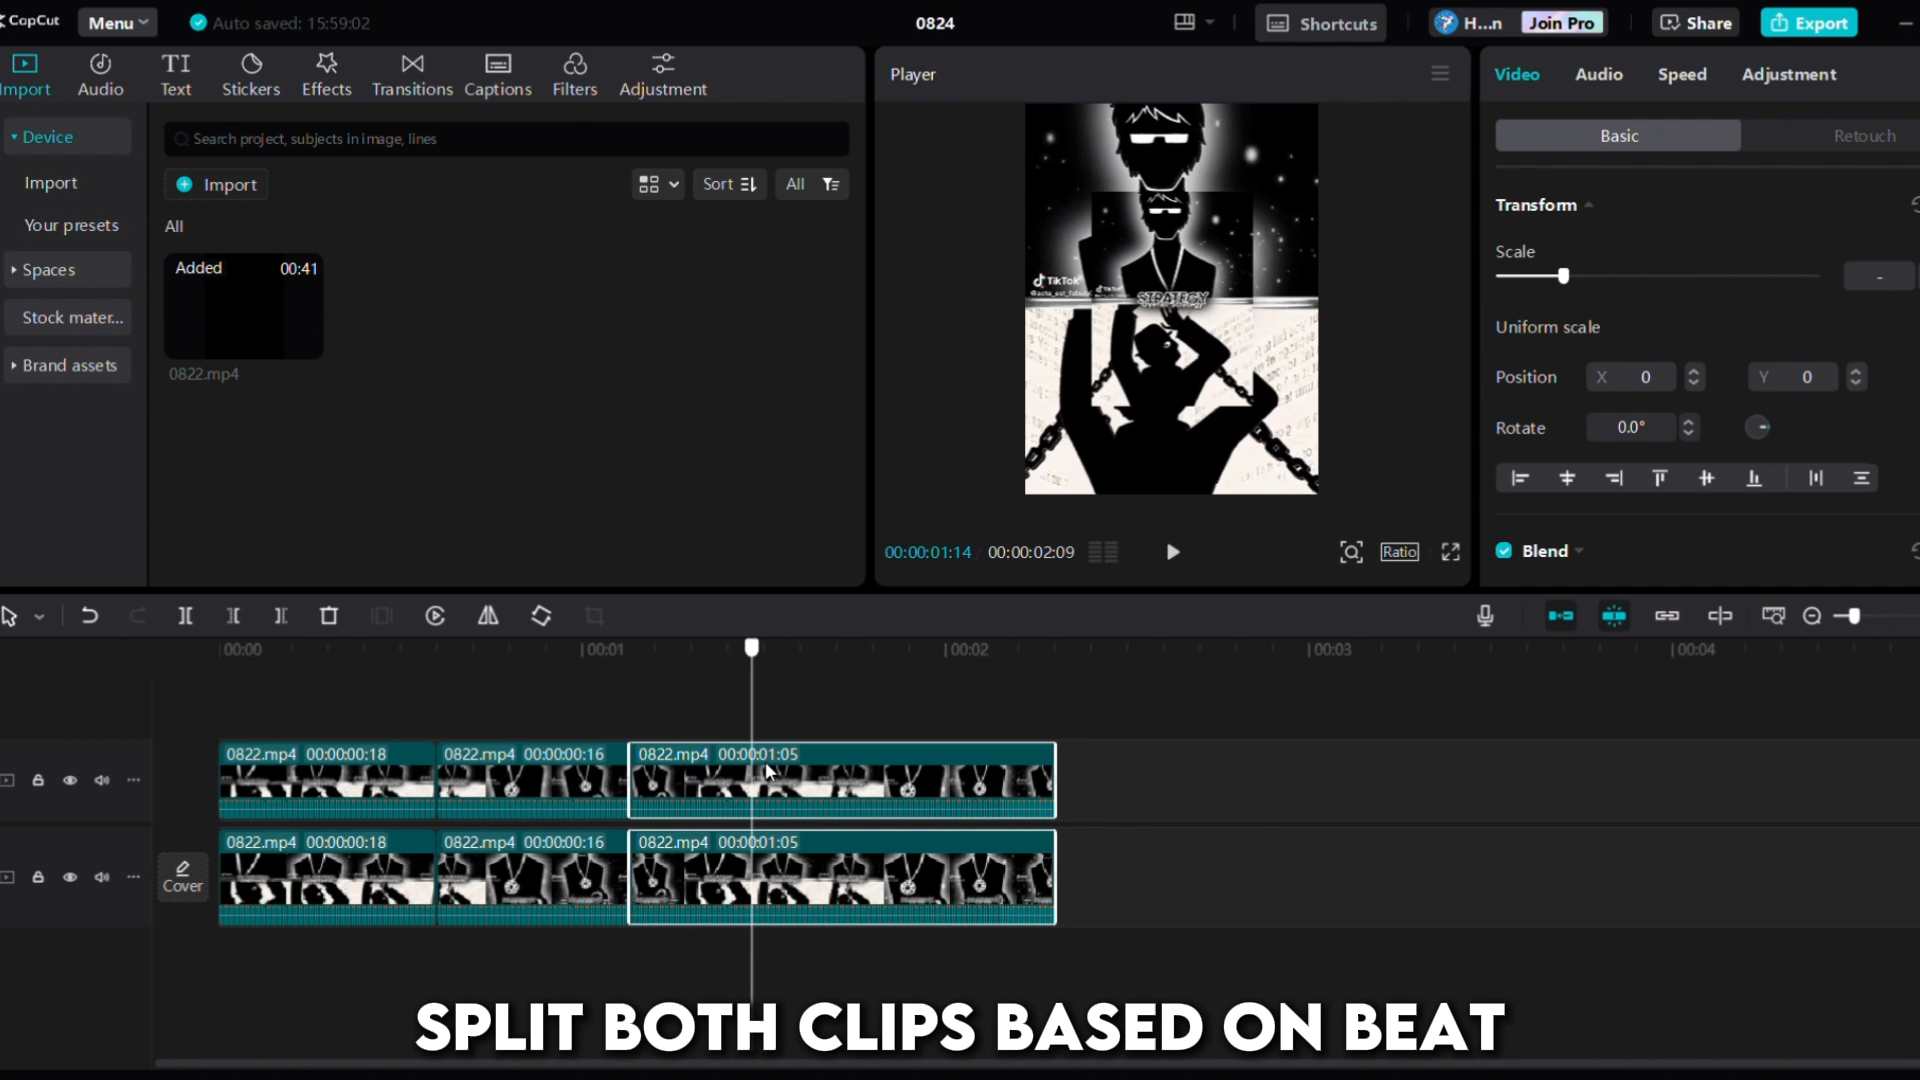 CapCut
Menu
Auto saved: 15:59:02
0824
Shortcuts
H...n
Join Pro
Share
Export
Import
Audio
Text
Stickers
Effects
Transitions
Captions
Filters
Adjustment
Player
Video
Audio
Speed
Adjustment
Device
Import
Your presets
Spaces
Stock mater...
Brand assets
Search project, subjects in image, lines
Import
Sort
All
All
Added
00:41
0822.mp4
TikTok
STRATEGY
Basic
Retouch
Transform
Scale
-
Uniform scale
Position
X 0
Y 0
Rotate
0.0°
Blend
00:00:01:14 / 00:00:02:09
Ratio
00:00
00:01
00:02
00:03
00:04
0822.mp4 00:00:00:18
0822.mp4 00:00:00:16
0822.mp4 00:00:01:05
0822.mp4 00:00:00:18
0822.mp4 00:00:00:16
0822.mp4 00:00:01:05
Cover
SPLIT BOTH CLIPS BASED ON BEAT